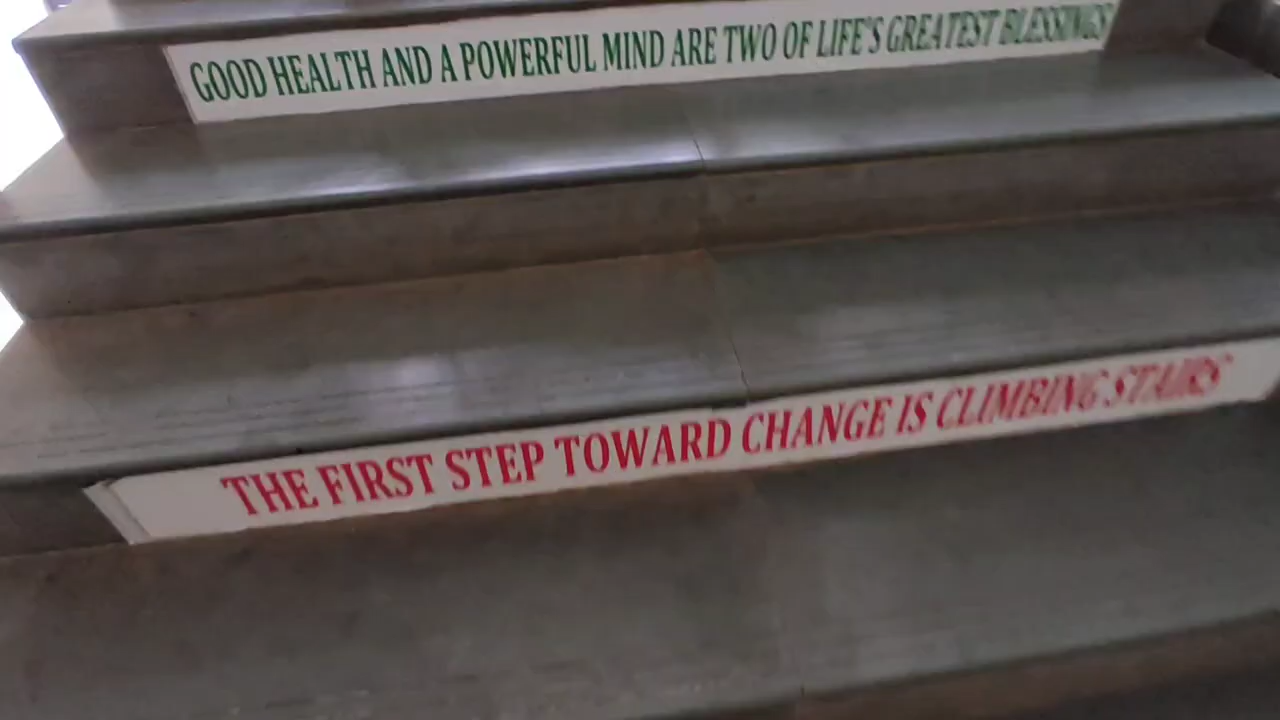 GOOD HEALTH AND A POWERFUL MIND ARE TWO OF LIFE'S GREATEST BLESSINGS
THE FIRST STEP TOWARD CHANGE IS CLIMBING STAIRS